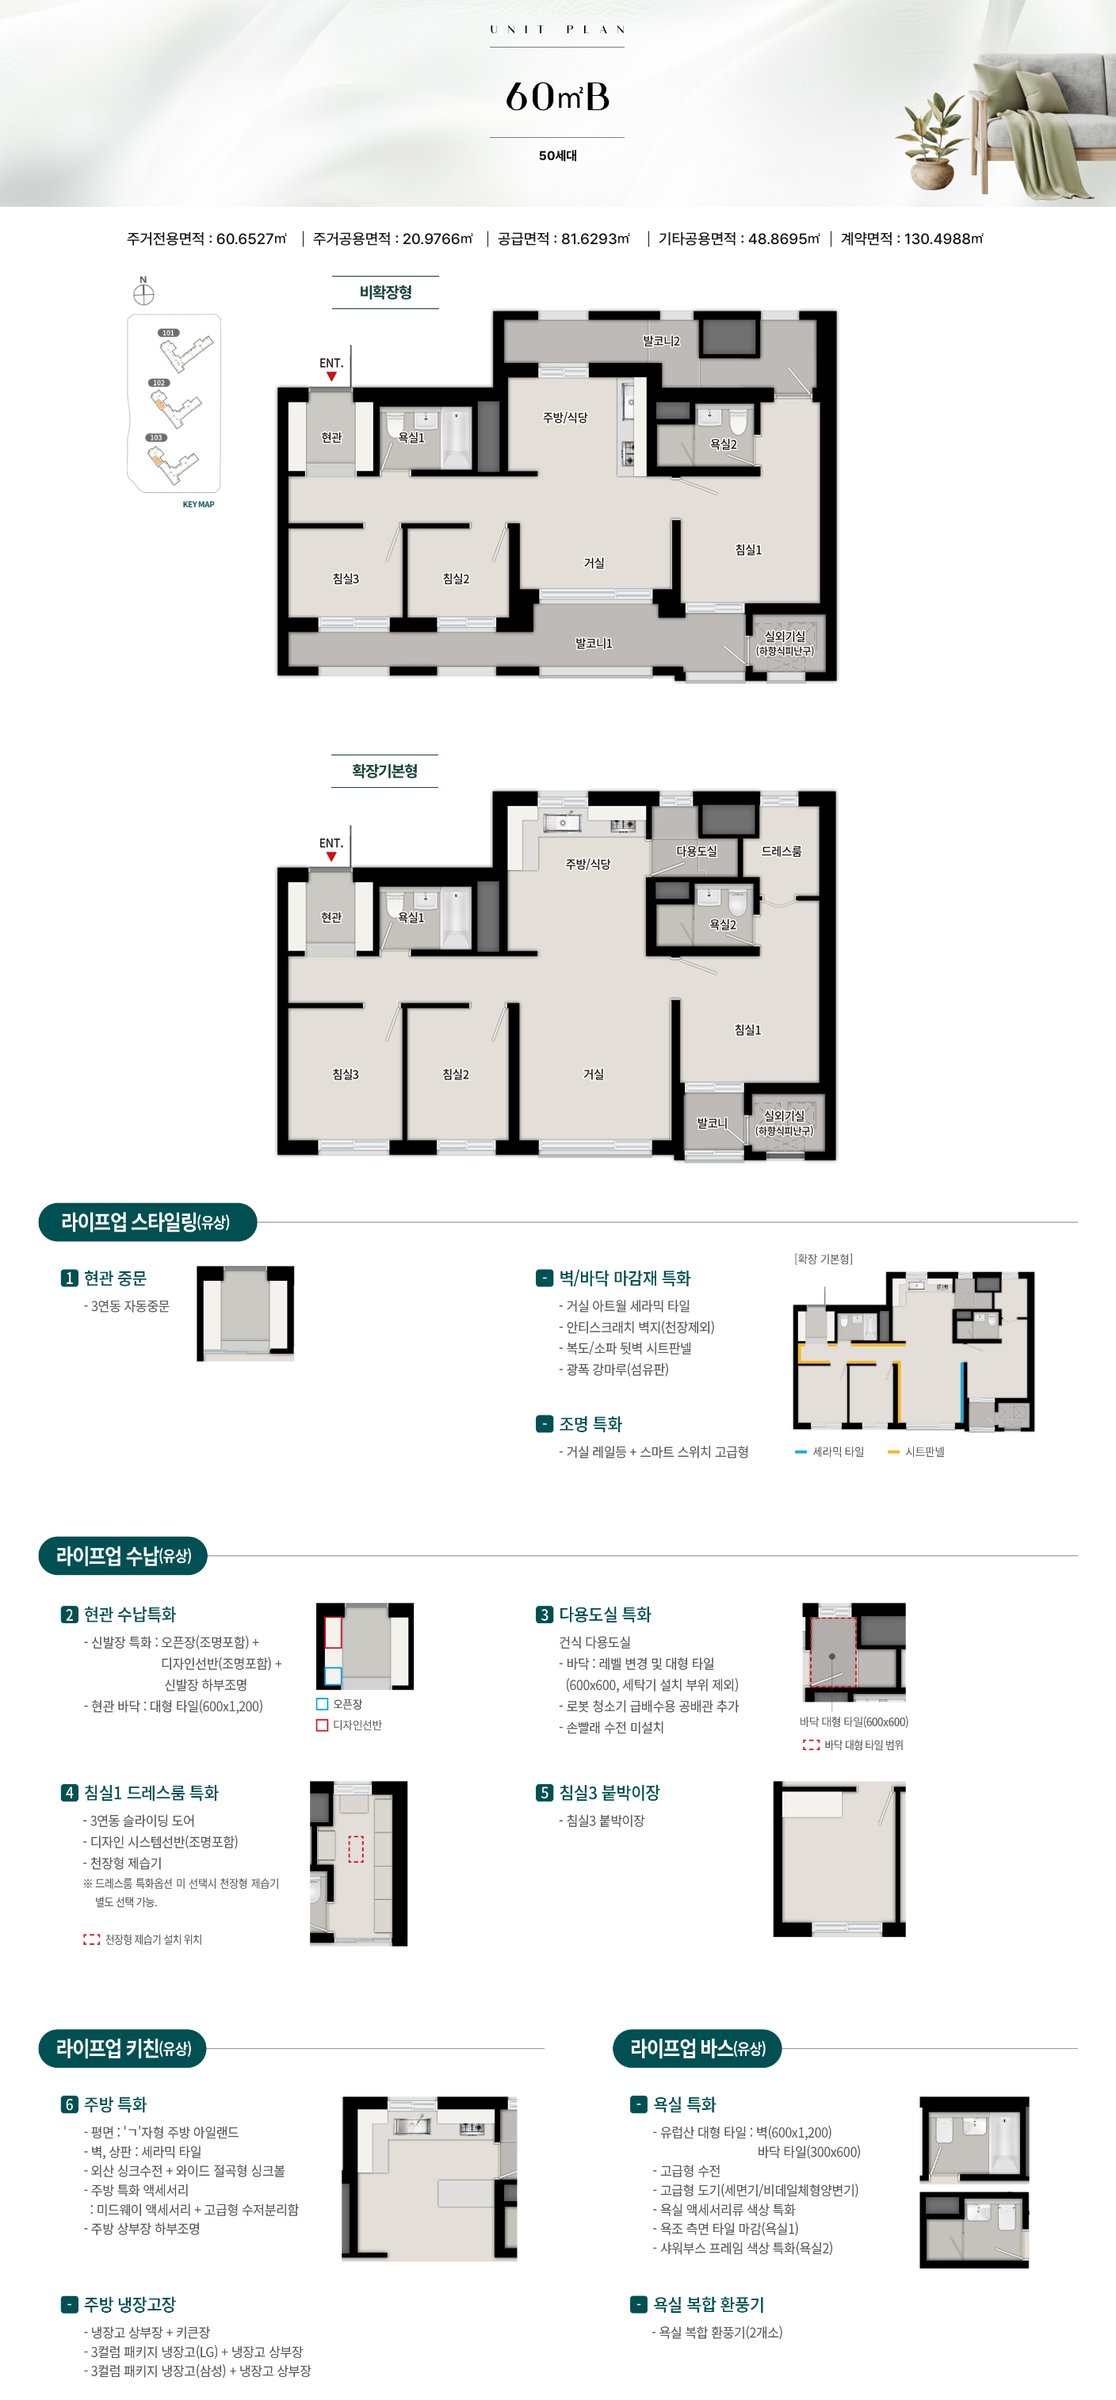 UNIT PLAN
60㎡B
50세대
주거전용면적 : 60.6527㎡ | 주거공용면적 : 20.9766㎡ | 공급면적 : 81.6293㎡ | 기타공용면적 : 48.8695㎡ | 계약면적 : 130.4988㎡
N
101
102
103
KEY MAP
비확장형
ENT.
발코니2
주방/식당
현관
욕실1
욕실2
침실1
거실
침실3
침실2
발코니1
실외기실
(하향식피난구)
확장기본형
ENT.
다용도실
드레스룸
주방/식당
현관
욕실1
욕실2
침실1
침실3
침실2
거실
발코니
실외기실
(하향식피난구)
라이프업 스타일링(유상)
1 현관 중문
- 3연동 자동중문
- 벽/바닥 마감재 특화
- 거실 아트월 세라믹 타일
- 안티스크래치 벽지(천장제외)
- 복도/소파 뒷벽 시트판넬
- 광폭 강마루(섬유판)
- 조명 특화
- 거실 레일등 + 스마트 스위치 고급형
[확장 기본형]
세라믹 타일
시트판넬
라이프업 수납(유상)
2 현관 수납특화
- 신발장 특화 : 오픈장(조명포함) +
디자인선반(조명포함) +
신발장 하부조명
- 현관 바닥 : 대형 타일(600x1,200)
오픈장
디자인선반
3 다용도실 특화
건식 다용도실
- 바닥 : 레벨 변경 및 대형 타일
(600x600, 세탁기 설치 부위 제외)
- 로봇 청소기 급배수용 공배관 추가
- 손빨래 수전 미설치
바닥 대형 타일(600x600)
바닥 대형 타일 범위
4 침실1 드레스룸 특화
- 3연동 슬라이딩 도어
- 디자인 시스템선반(조명포함)
- 천장형 제습기
※ 드레스룸 특화옵션 미 선택시 천장형 제습기
별도 선택 가능.
천장형 제습기 설치 위치
5 침실3 붙박이장
- 침실3 붙박이장
라이프업 키친(유상)
6 주방 특화
- 평면 : 'ㄱ'자형 주방 아일랜드
- 벽, 상판 : 세라믹 타일
- 외산 싱크수전 + 와이드 절곡형 싱크볼
- 주방 특화 액세서리
: 미드웨이 액세서리 + 고급형 수저분리함
- 주방 상부장 하부조명
- 주방 냉장고장
- 냉장고 상부장 + 키큰장
- 3컬럼 패키지 냉장고(LG) + 냉장고 상부장
- 3컬럼 패키지 냉장고(삼성) + 냉장고 상부장
라이프업 바스(유상)
- 욕실 특화
- 유럽산 대형 타일 : 벽(600x1,200)
바닥 타일(300x600)
- 고급형 수전
- 고급형 도기(세면기/비데일체형양변기)
- 욕실 액세서리류 색상 특화
- 욕조 측면 타일 마감(욕실1)
- 샤워부스 프레임 색상 특화(욕실2)
- 욕실 복합 환풍기
- 욕실 복합 환풍기(2개소)